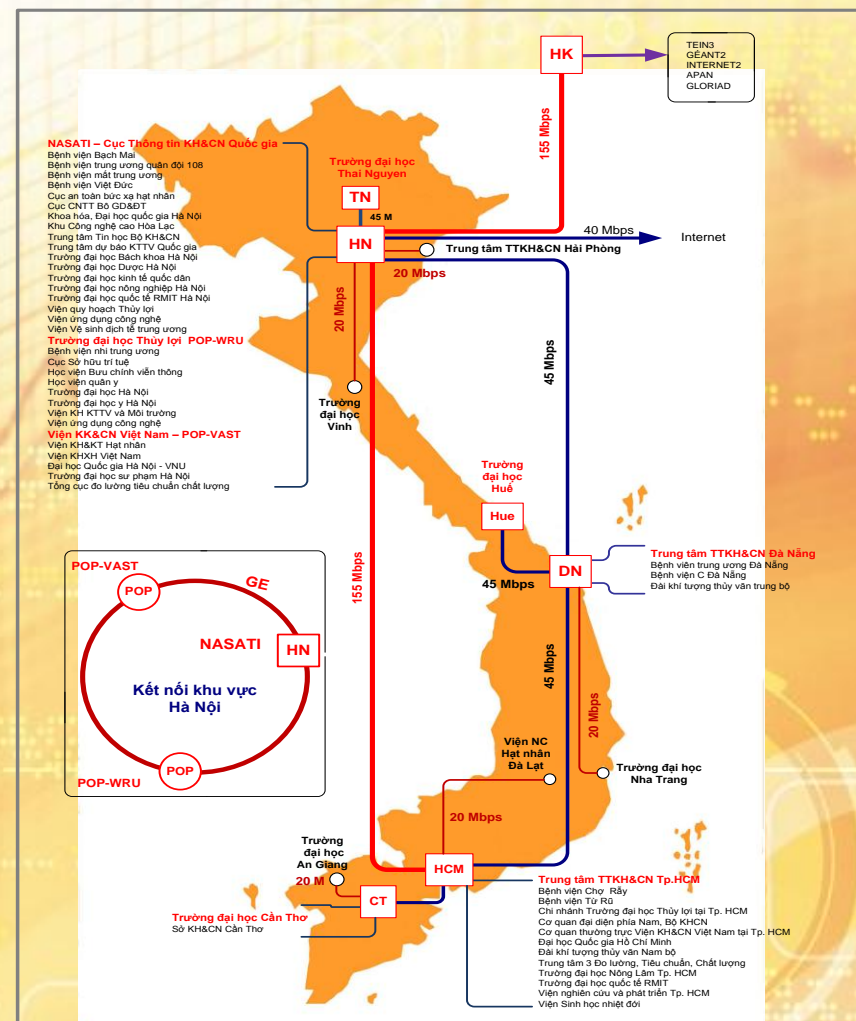 HK
TEIN3
GÉANT2
INTERNET2
APAN
GLORIAD
155 Mbps
NASATI – Cục Thông tin KH&CN Quốc gia
Bệnh viện Bạch Mai
Bệnh viện trung ương quân đội 108
Bệnh viện mắt trung ương
Bệnh viện Việt Đức
Cục an toàn bức xạ hạt nhân
Cục CNTT Bô GD&ĐT
Khoa hóa, Đại học quốc gia Hà Nội
Khu Công nghệ cao Hòa Lạc
Trung tâm Tin học Bộ KH&CN
Trung tâm dự báo KTTV Quốc gia
Trường đại học Bách khoa Hà Nội
Trường đại học Dược Hà Nội
Trường đại học kinh tế quốc dân
Trường đại học nông nghiệp Hà Nội
Trường đại học quốc tế RMIT Hà Nội
Viện quy hoạch Thủy lợi
Viện ứng dụng công nghệ
Viện Vệ sinh dịch tễ trung ương
Trường đại học Thủy lợi POP-WRU
Bệnh viện nhi trung ương
Cục Sở hữu trí tuệ
Học viện Bưu chính viễn thông
Học viện quân y
Trường đại học Hà Nội
Trường đại học y Hà Nội
Viện KH KTTV và Môi trường
Viện ứng dụng công nghệ
Viện KK&CN Việt Nam – POP-VAST
Viện KH&KT Hạt nhân
Viện KHXH Việt Nam
Đại học Quốc gia Hà Nội - VNU
Trường đại học sư phạm Hà Nội
Tổng cục đo lường tiêu chuẩn chất lượng
Trường đại học
Thai Nguyen
TN
45 M
HN
40 Mbps
Internet
Trung tâm TTKH&CN Hải Phòng
20 Mbps
20 Mbps
45 Mbps
Trường
đại học
Vinh
Trường
đại học
Huế
Hue
DN
45 Mbps
Trung tâm TTKH&CN Đà Nẵng
Bệnh viên trung ương Đà Nẵng
Bệnh viện C Đà Nẵng
Đài khí tượng thủy văn trung bộ
155 Mbps
45 Mbps
POP-VAST
POP
GE
NASATI
HN
Kết nối khu vực
Hà Nội
POP-WRU
POP
20 Mbps
Viện NC
Hạt nhân
Đà Lạt
Trường đại học
Nha Trang
20 Mbps
Trường
đại học
An Giang
20 M
HCM
CT
Trường đại học Cần Thơ
Sở KH&CN Cần Thơ
Trung tâm TTKH&CN Tp.HCM
Bệnh viện Chợ Rẫy
Bệnh viện Từ Rũ
Chi nhánh Trường đại học Thủy lợi tại Tp. HCM
Cơ quan đại diện phía Nam, Bộ KHCN
Cơ quan thường trực Viện KH&CN Việt Nam tại Tp. HCM
Đại học Quốc gia Hồ Chí Minh
Đài khí tượng thủy văn Nam bộ
Trung tâm 3 Đo lường, Tiêu chuẩn, Chất lượng
Trường đại học Nông Lâm Tp. HCM
Trường đại học quốc tế RMIT
Viện nghiên cứu và phát triển Tp. HCM
Viện Sinh học nhiệt đới